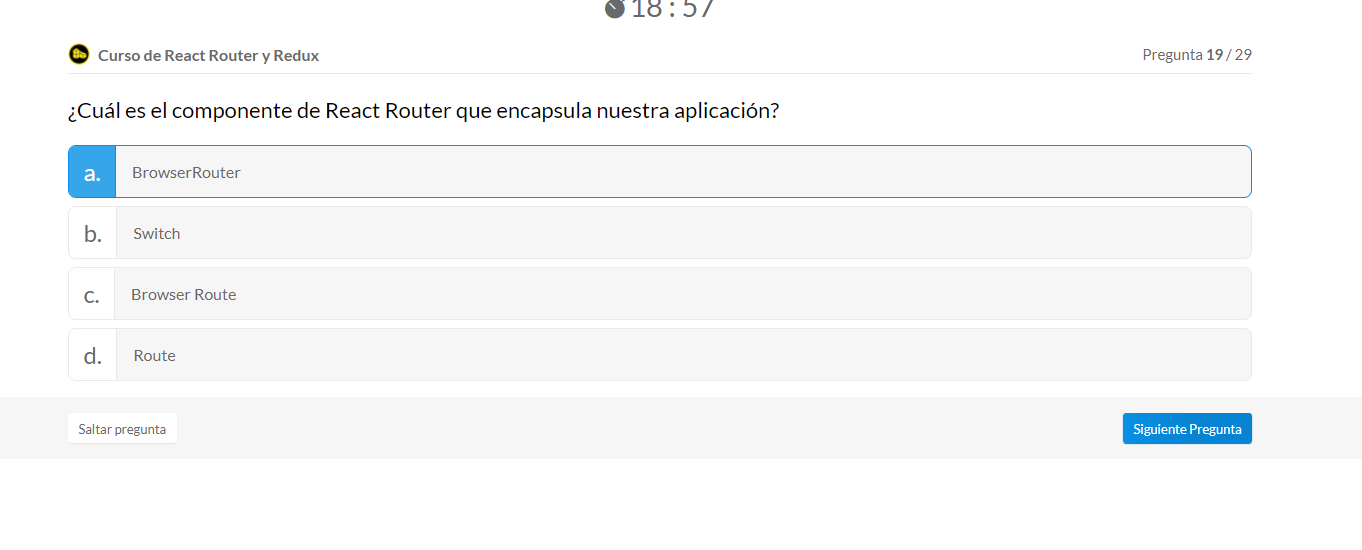 18 : 57
Curso de React Router y Redux
Pregunta 19 / 29
¿Cuál es el componente de React Router que encapsula nuestra aplicación?
a. BrowserRouter
b. Switch
c. Browser Route
d. Route
Saltar pregunta
Siguiente Pregunta